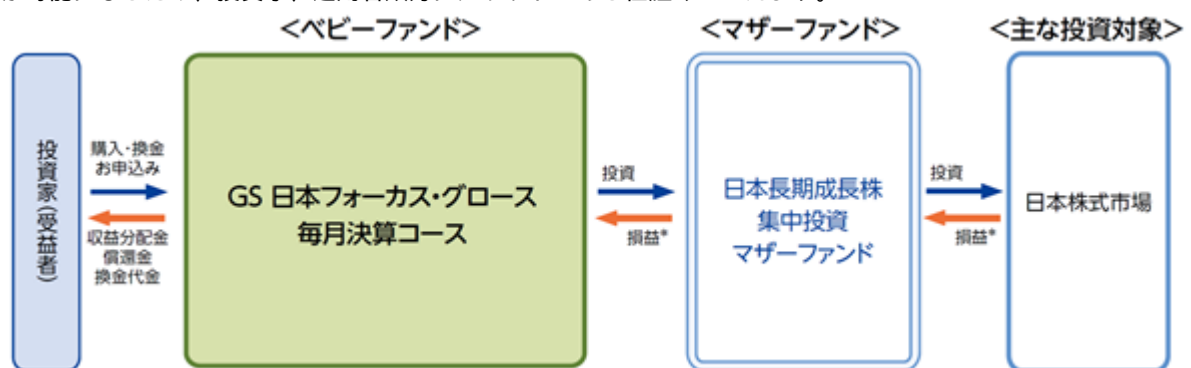 <ベビーファンド>
<マザーファンド>
<主な投資対象>
投資家(受益者)
購入・換金
お申込み
収益分配金
償還金
換金代金
GS 日本フォーカス・グロース
毎月決算コース
投資
損益*
日本長期成長株
集中投資
マザーファンド
投資
損益*
日本株式市場